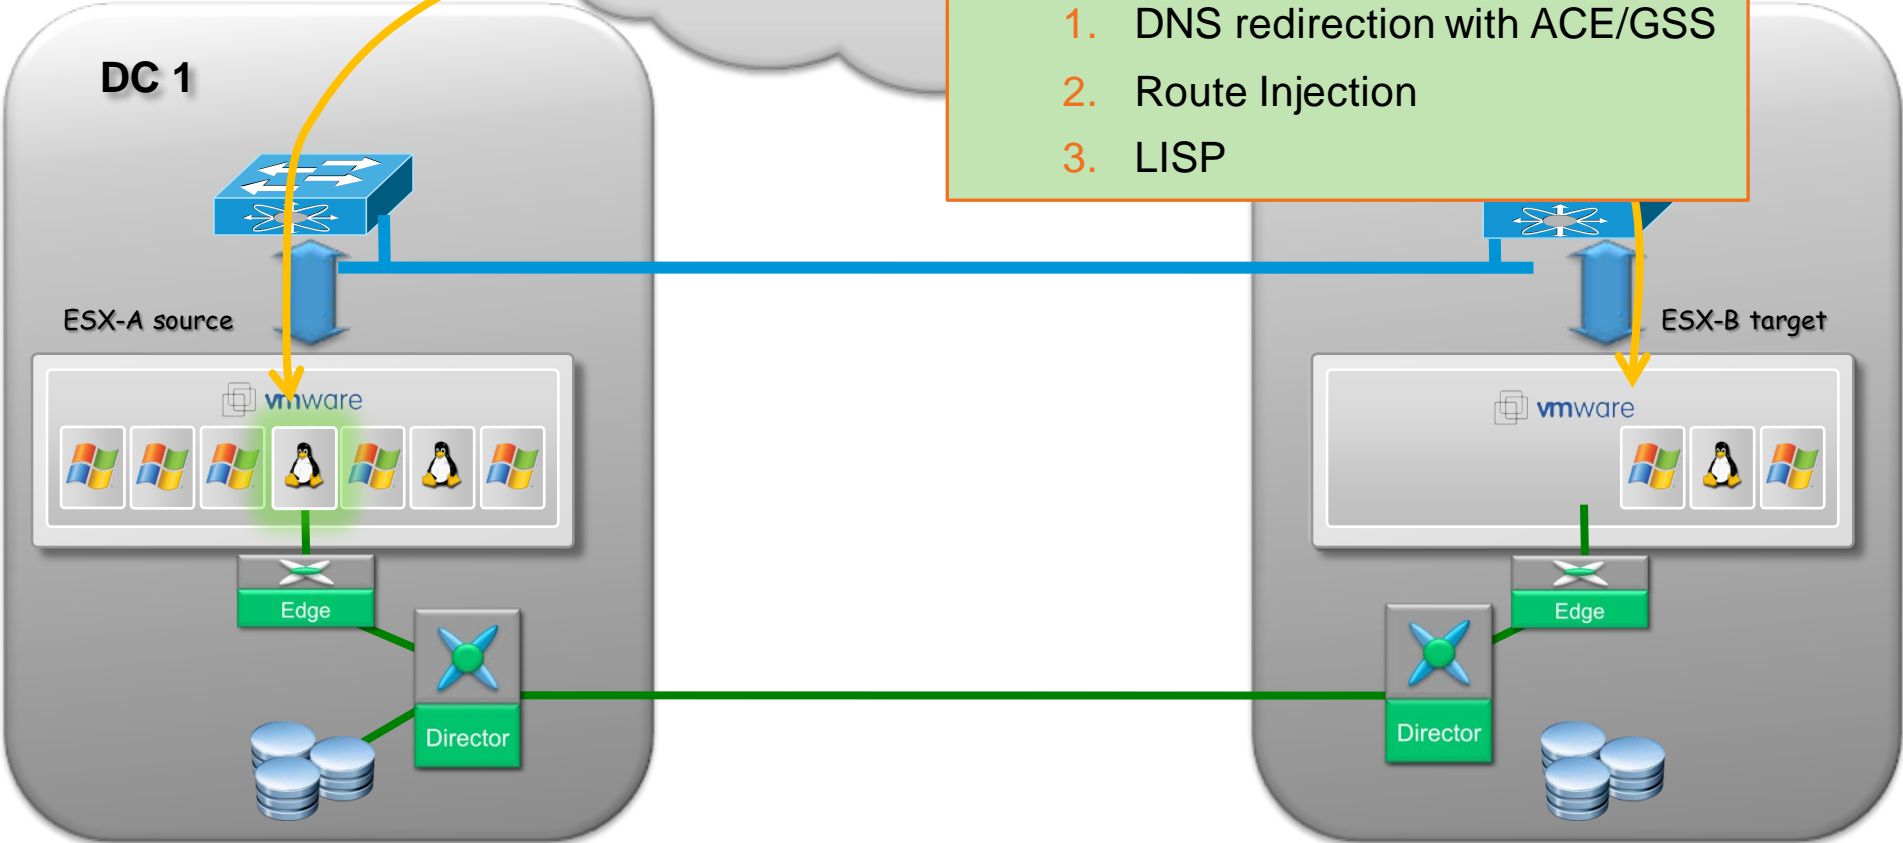 1. DNS redirection with ACE/GSS
2. Route Injection
3. LISP
DC 1
ESX-A source
ESX-B target
vmware
vmware
Edge
Edge
Director
Director